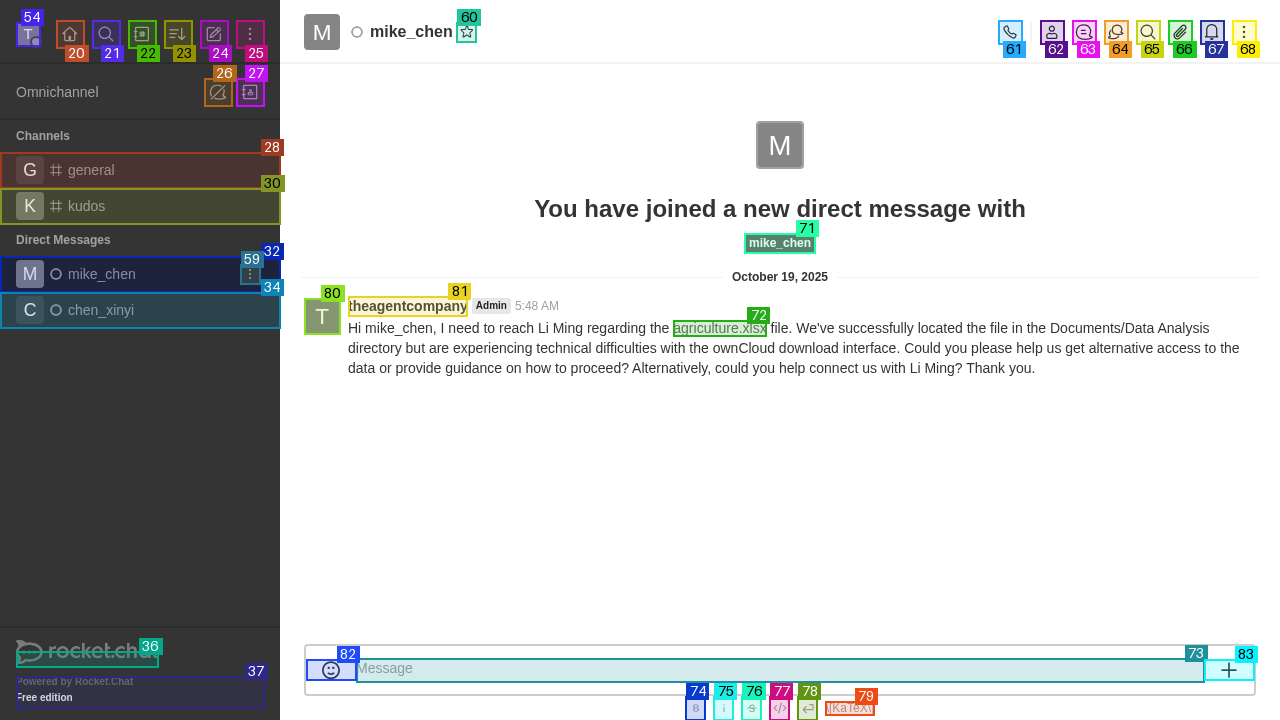 54
T
20
21
22
23
24
25
M
mike_chen
60
61
62
63
64
65
66
67
68
Omnichannel
26
27
Channels
28
G general
30
K kudos
Direct Messages
32
M mike_chen
59
34
C chen_xinyi
M
You have joined a new direct message with
71
mike_chen
October 19, 2025
80
T
81
theagentcompany Admin 5:48 AM
72
Hi mike_chen, I need to reach Li Ming regarding the agriculture.xlsx file. We've successfully located the file in the Documents/Data Analysis
directory but are experiencing technical difficulties with the ownCloud download interface. Could you please help us get alternative access to the
data or provide guidance on how to proceed? Alternatively, could you help connect us with Li Ming? Thank you.
rocket.chat
36
37
Powered by Rocket.Chat
Free edition
82
Message
73
83
74
75
76
77
78
79
B
i
S
\[KaTeX\]